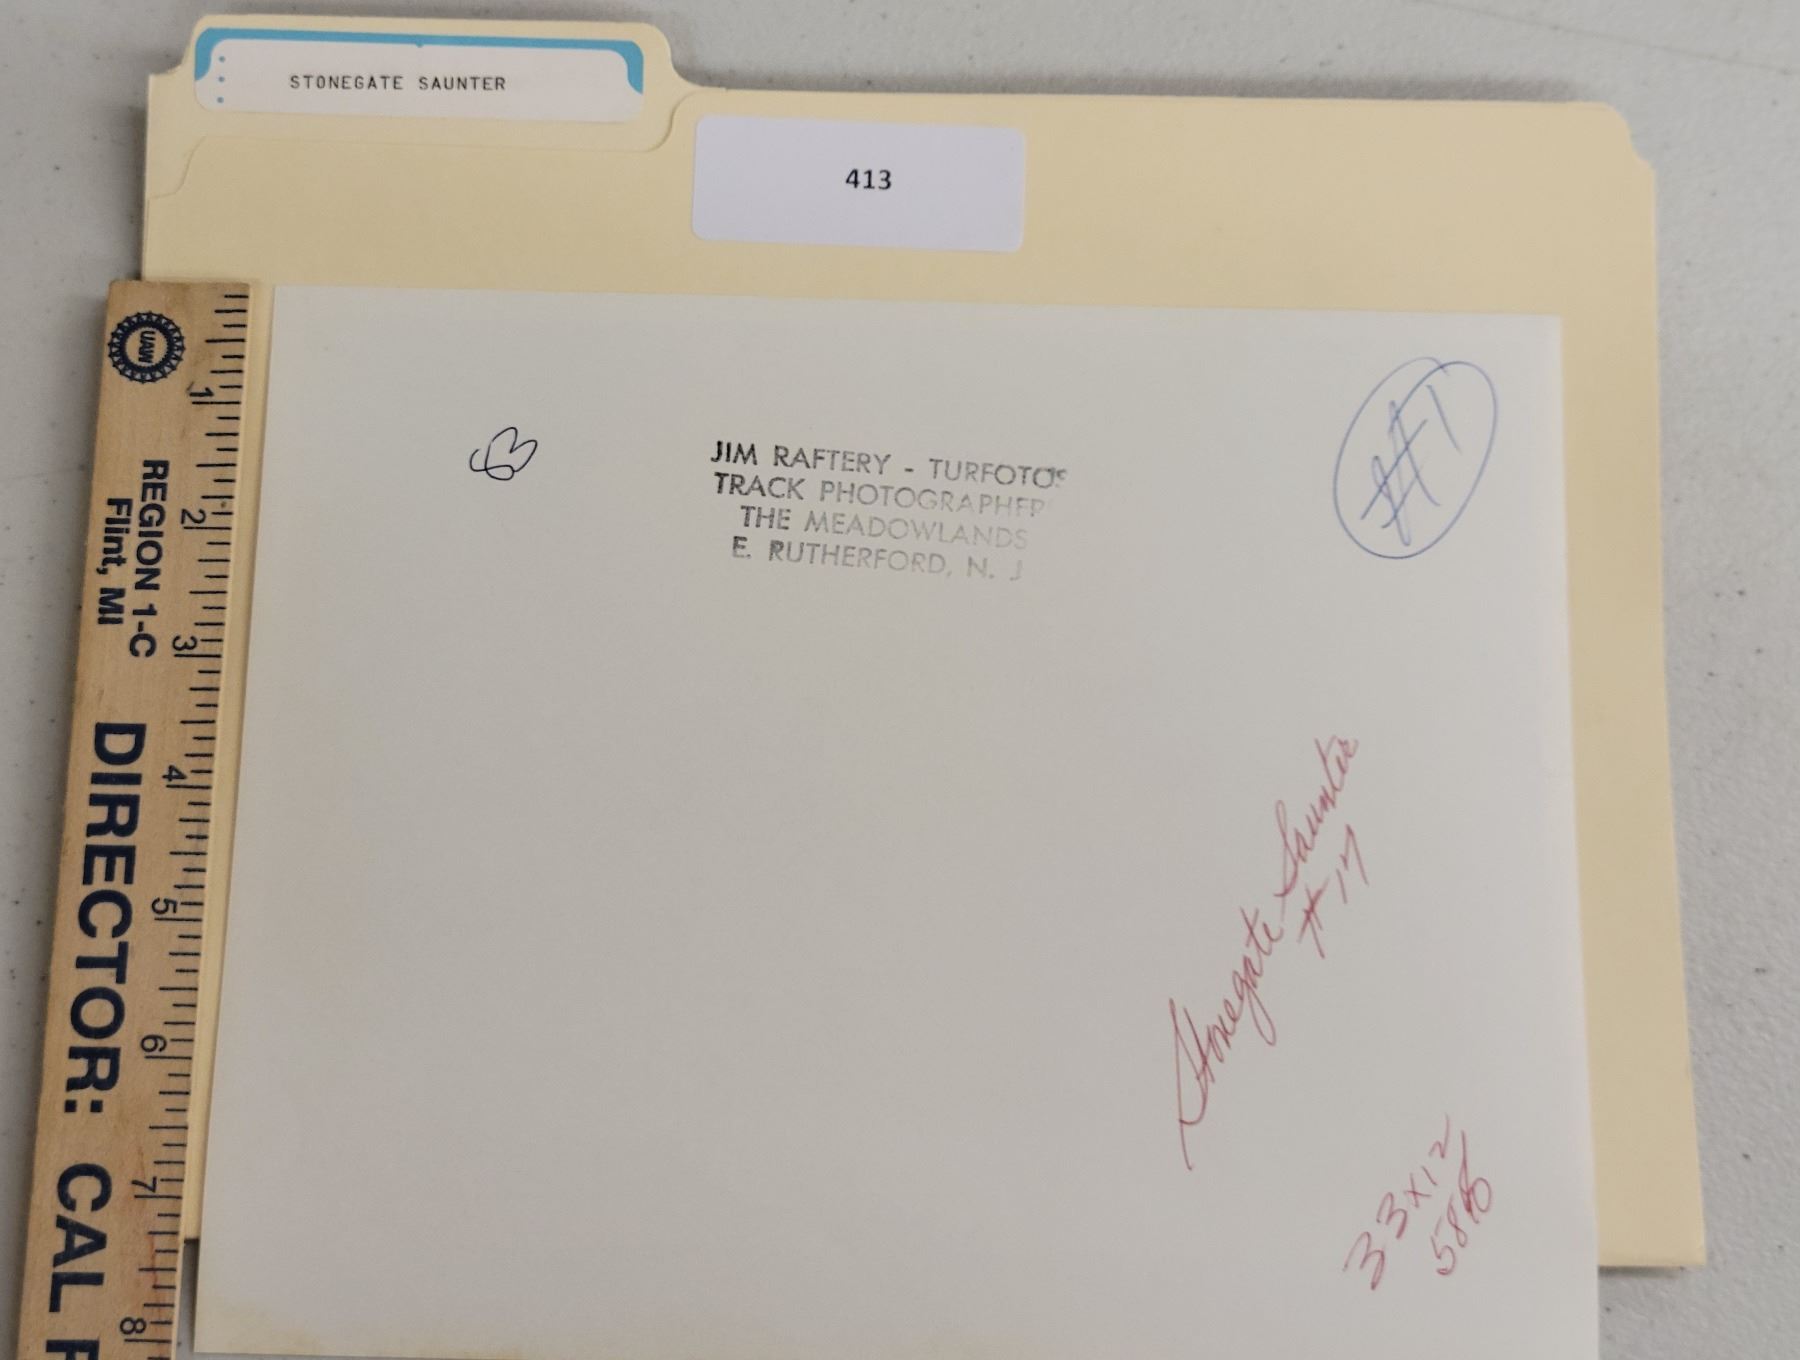 STONEGATE SAUNTER
413
UAW
REGION 1-C
Flint, MI
DIRECTOR: CAL
1
2
3
4
5
6
7
8
JIM RAFTERY - TURFOTOS
TRACK PHOTOGRAPHER
THE MEADOWLANDS
E. RUTHERFORD, N. J
#1
Stonegate Saunter
#17
33x12